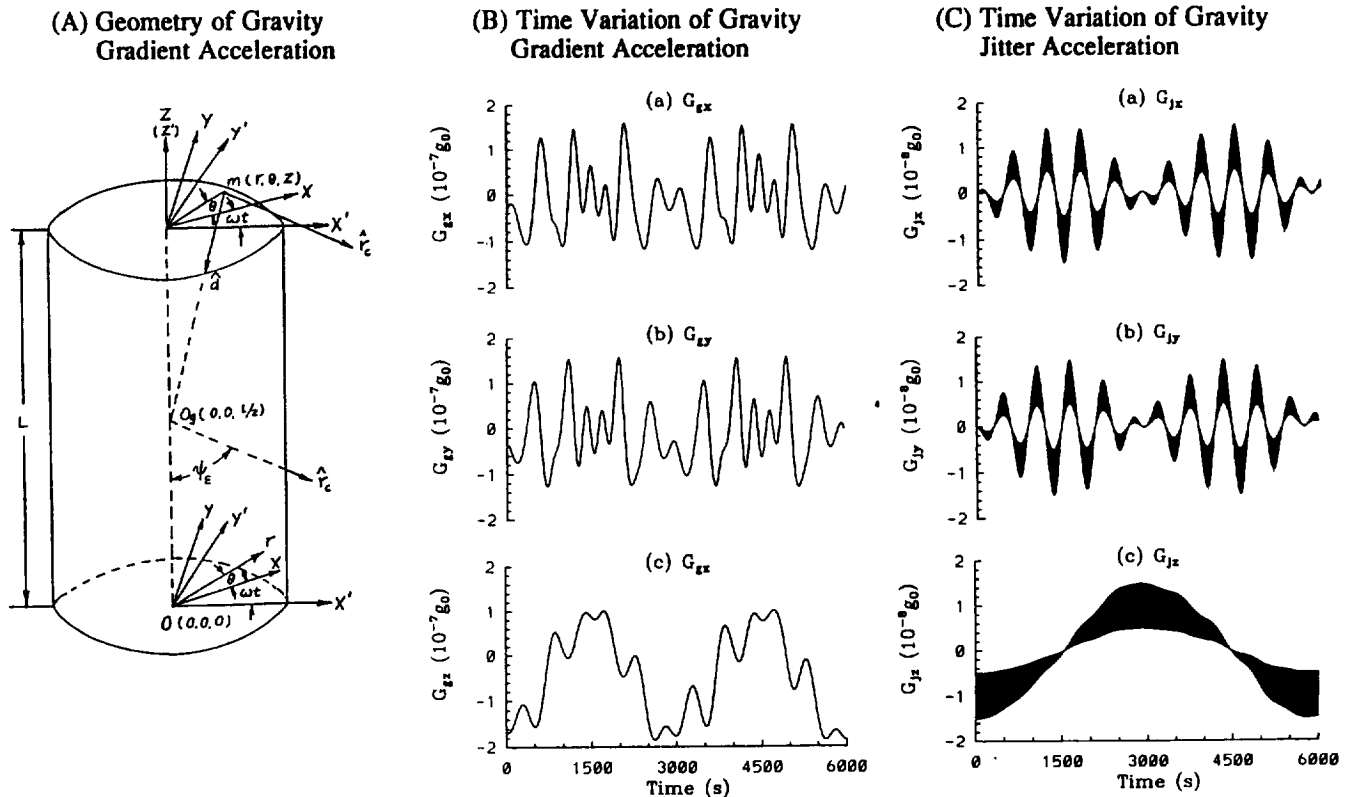 (A) Geometry of Gravity
Gradient Acceleration
Z
(Z')
Y
Y'
m(r,θ,z)
X
θ
ωt
X'
r̂c
d̂
L
Og(0,0,L/2)
ψE
r̂c
Y
Y'
r
X
θ
ωt
X'
O(0,0,0)
(B) Time Variation of Gravity
Gradient Acceleration
(a) Ggx
Ggx (10⁻⁷g₀)
2
1
0
-1
-2
(b) Ggy
Ggy (10⁻⁷g₀)
2
1
0
-1
-2
(c) Ggx
Ggz (10⁻⁷g₀)
2
1
0
-1
-2
0 1500 3000 4500 6000
Time (s)
(C) Time Variation of Gravity
Jitter Acceleration
(a) Gjx
Gjx (10⁻⁸g₀)
2
1
0
-1
-2
(b) Gjy
Gjy (10⁻⁸g₀)
2
1
0
-1
-2
(c) Gjz
Gjz (10⁻⁸g₀)
2
1
0
-1
-2
0 1500 3000 4500 6000
Time (s)